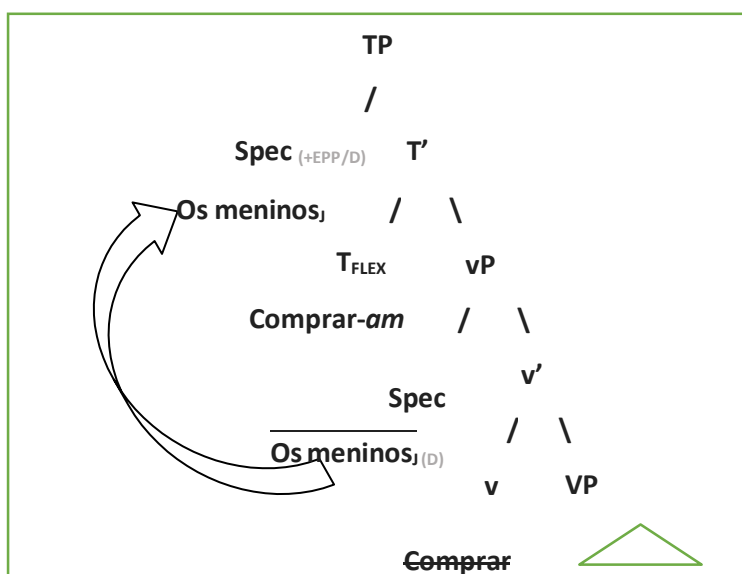 TP
/
Spec (+EPP/D) T’
Os meninosJ / \
TFLEX vP
Comprar-am / \
v’
Spec
/ \
Os meninosJ (D)
v VP
Comprar